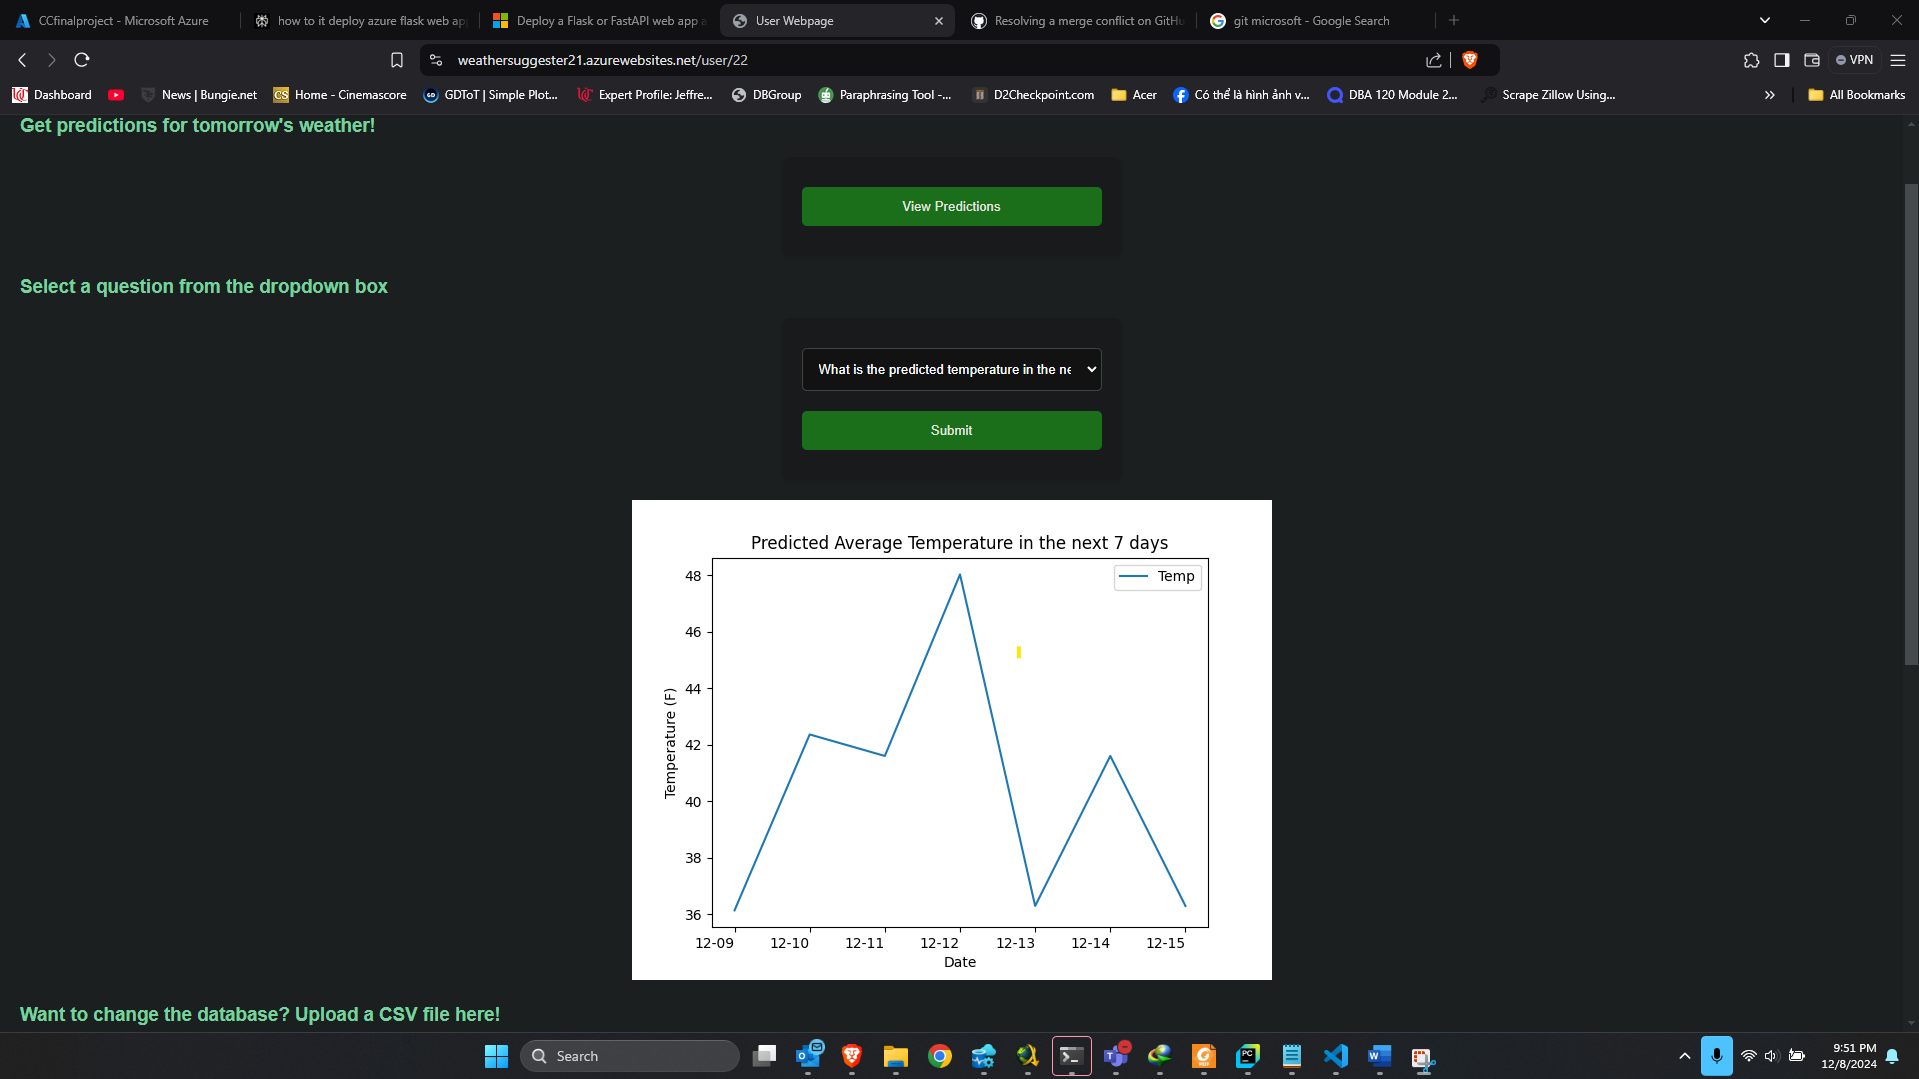 CCfinalproject - Microsoft Azure
how to it deploy azure flask web ap
Deploy a Flask or FastAPI web app a
User Webpage
Resolving a merge conflict on GitHu
git microsoft - Google Search
weathersuggester21.azurewebsites.net/user/22
VPN
Dashboard
News | Bungie.net
CS Home - Cinemascore
GDToT | Simple Plot...
Expert Profile: Jeffre...
DBGroup
Paraphrasing Tool -...
D2Checkpoint.com
Acer
Có thể là hình ảnh v...
DBA 120 Module 2...
Scrape Zillow Using...
All Bookmarks
Get predictions for tomorrow's weather!
View Predictions
Select a question from the dropdown box
What is the predicted temperature in the ne
Submit
Predicted Average Temperature in the next 7 days
Temp
48
46
44
42
40
38
36
Temperature (F)
12-09 12-10 12-11 12-12 12-13 12-14 12-15
Date
Want to change the database? Upload a CSV file here!
Search
9:51 PM
12/8/2024